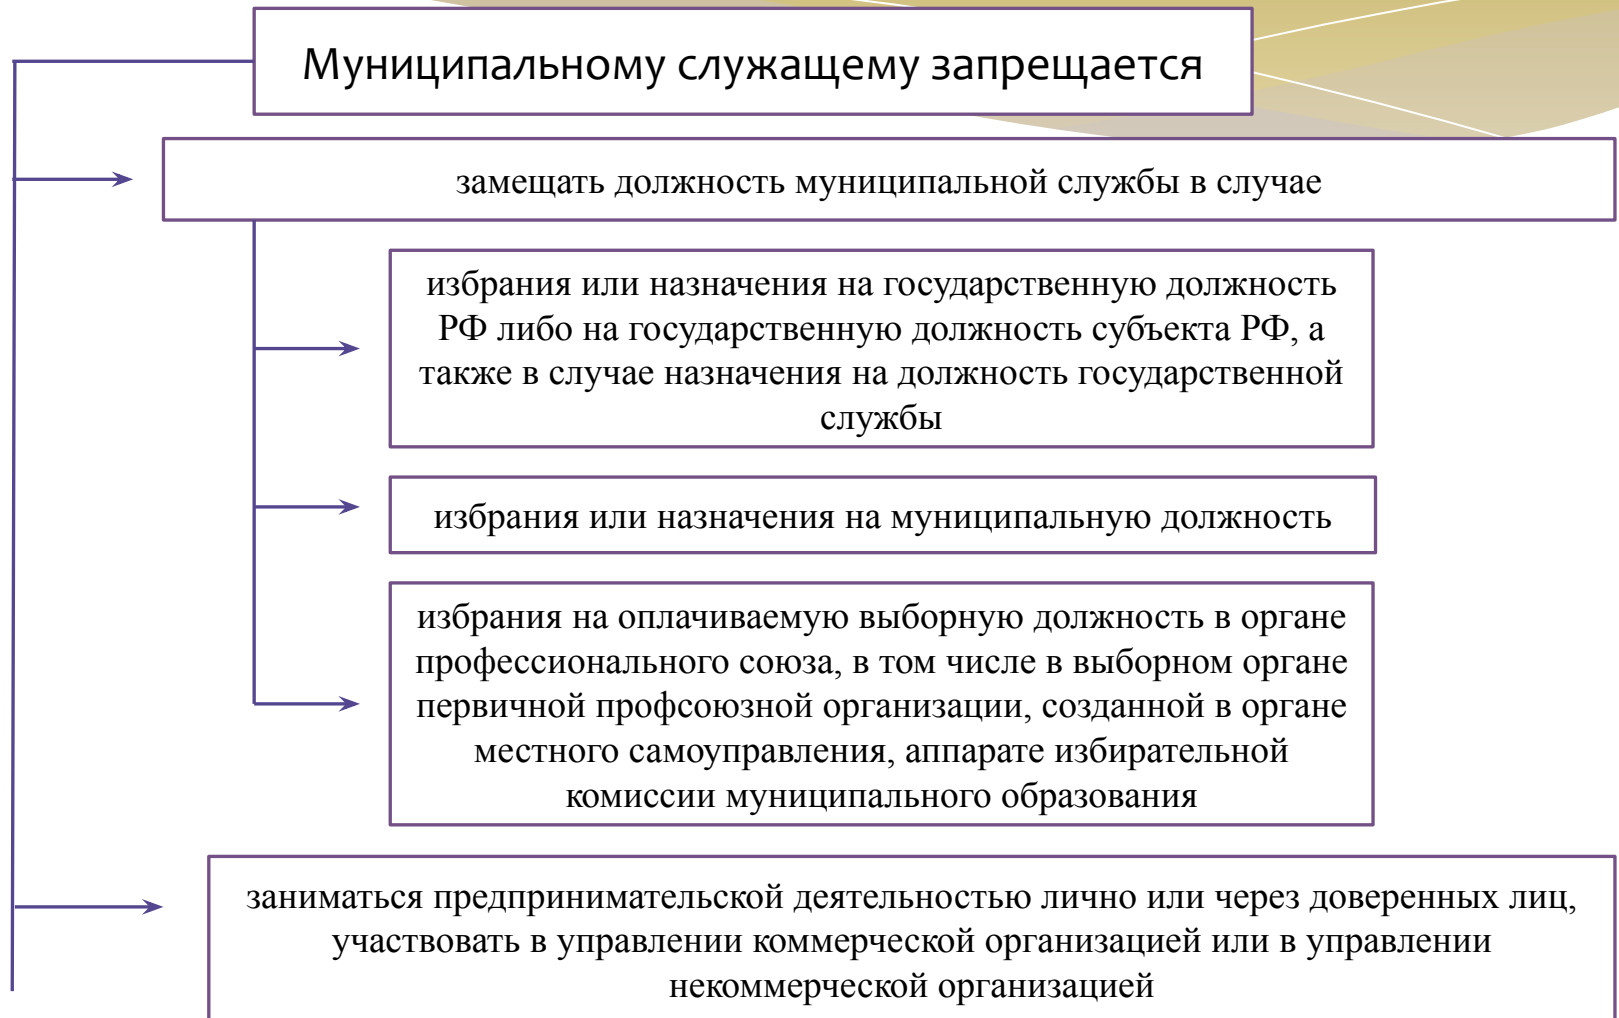 Муниципальному служащему запрещается
замещать должность муниципальной службы в случае
избрания или назначения на государственную должность
РФ либо на государственную должность субъекта РФ, а
также в случае назначения на должность государственной
службы
избрания или назначения на муниципальную должность
избрания на оплачиваемую выборную должность в органе
профессионального союза, в том числе в выборном органе
первичной профсоюзной организации, созданной в органе
местного самоуправления, аппарате избирательной
комиссии муниципального образования
заниматься предпринимательской деятельностью лично или через доверенных лиц,
участвовать в управлении коммерческой организацией или в управлении
некоммерческой организацией